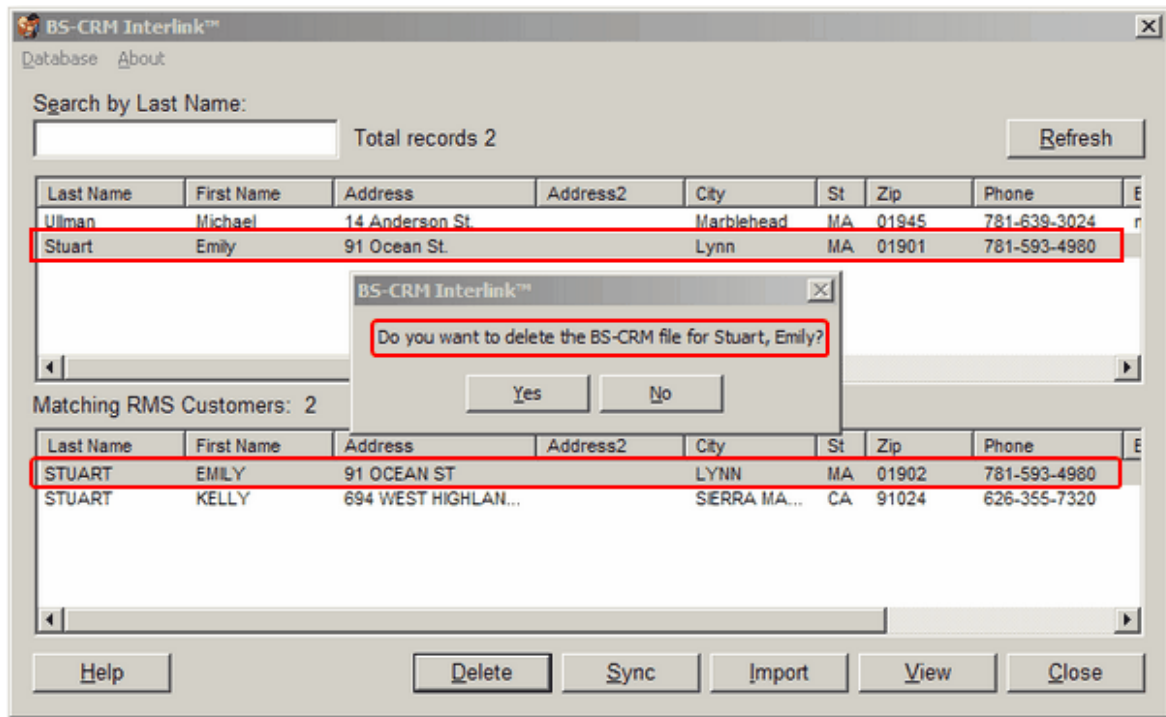 BS-CRM Interlink™
Database About
Search by Last Name:
Total records 2 Refresh
Last Name First Name Address Address2 City St Zip Phone E
Ullman Michael 14 Anderson St. Marblehead MA 01945 781-639-3024
Stuart Emily 91 Ocean St. Lynn MA 01901 781-593-4980
BS-CRM Interlink™
Do you want to delete the BS-CRM file for Stuart, Emily?
Yes No
Matching RMS Customers: 2
Last Name First Name Address Address2 City St Zip Phone E
STUART EMILY 91 OCEAN ST LYNN MA 01902 781-593-4980
STUART KELLY 694 WEST HIGHLAN... SIERRA MA... CA 91024 626-355-7320
Help Delete Sync Import View Close